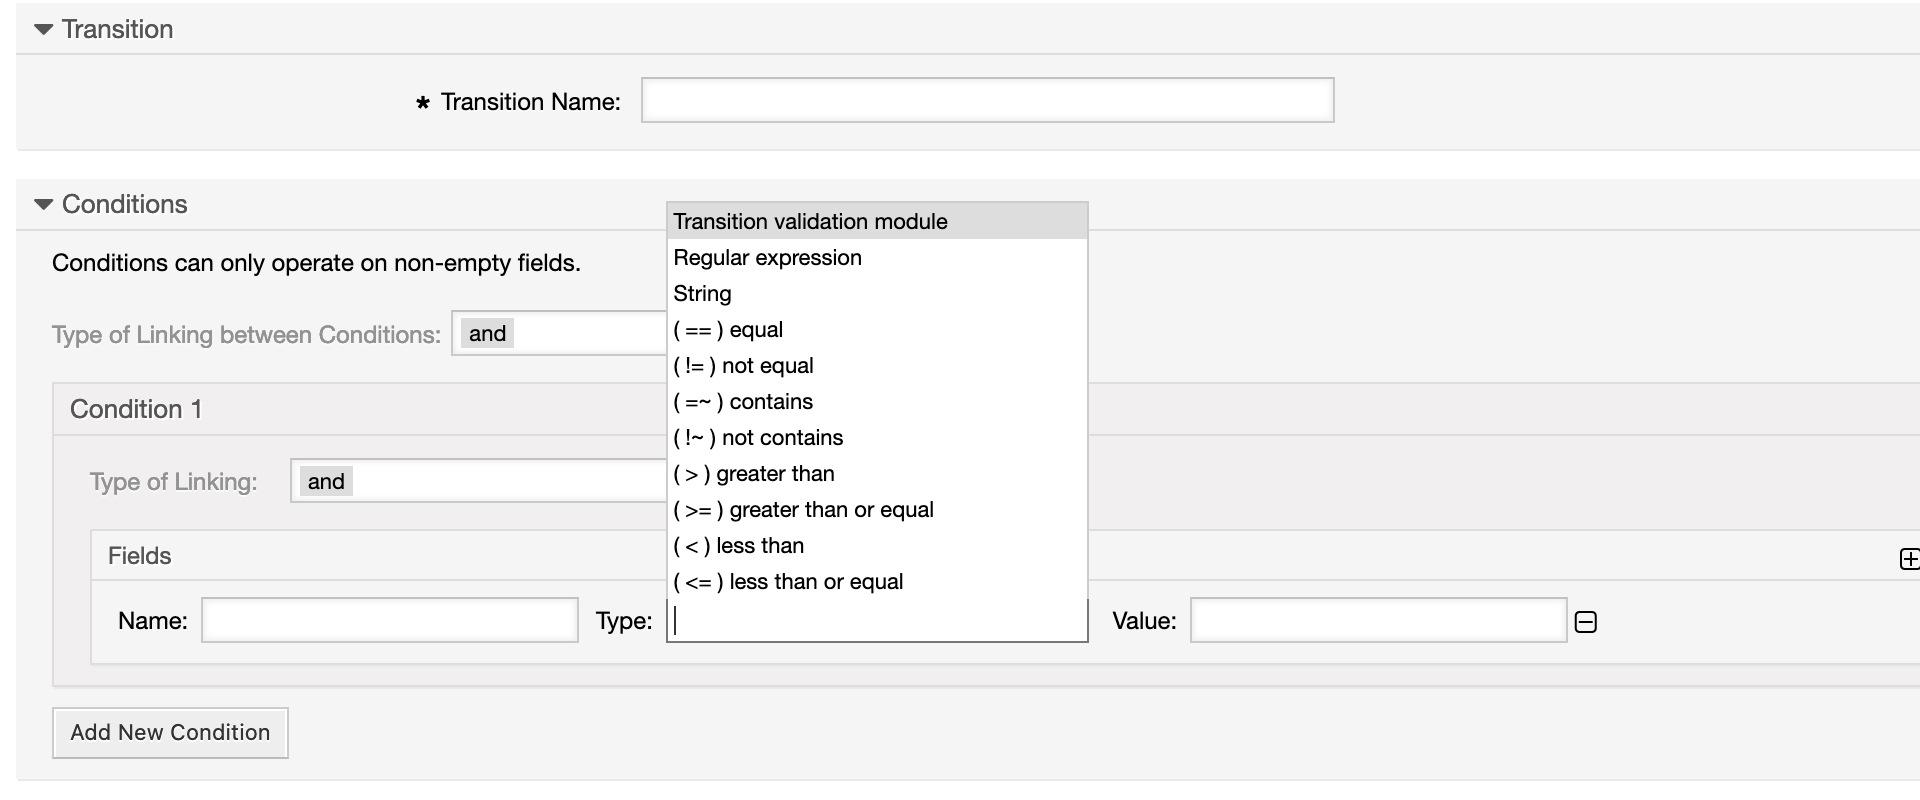 Transition
* Transition Name:
Conditions
Conditions can only operate on non-empty fields.
Type of Linking between Conditions: and
Transition validation module
Regular expression
String
( == ) equal
( != ) not equal
( =~ ) contains
( !~ ) not contains
( > ) greater than
( >= ) greater than or equal
( < ) less than
( <= ) less than or equal
Condition 1
Type of Linking: and
Fields
Name: Type: Value:
Add New Condition